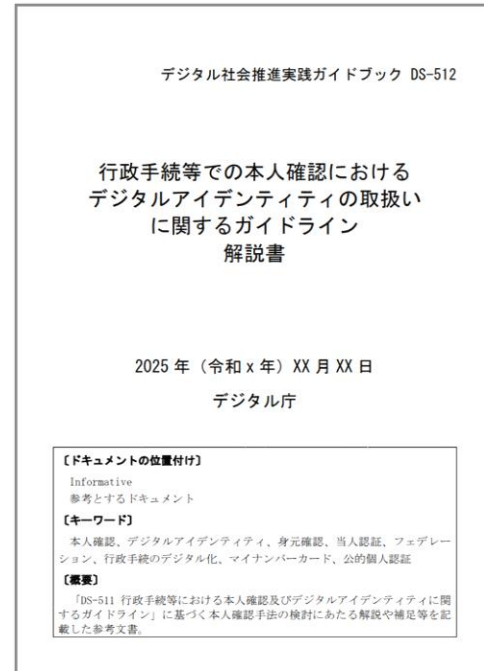 デジタル社会推進実践ガイドブック DS-512
行政手続等での本人確認における
デジタルアイデンティティの取扱い
に関するガイドライン
解説書
2025 年（令和 x 年）XX 月 XX 日
デジタル庁
〔ドキュメントの位置付け〕
Informative
参考とするドキュメント
〔キーワード〕
本人確認、デジタルアイデンティティ、身元確認、当人認証、フェデレー
ション、行政手続のデジタル化、マイナンバーカード、公的個人認証
〔概要〕
「DS-511 行政手続等における本人確認及びデジタルアイデンティティに関
するガイドライン」に基づく本人確認手法の検討にあたる解説や補足等を記
載した参考文書。